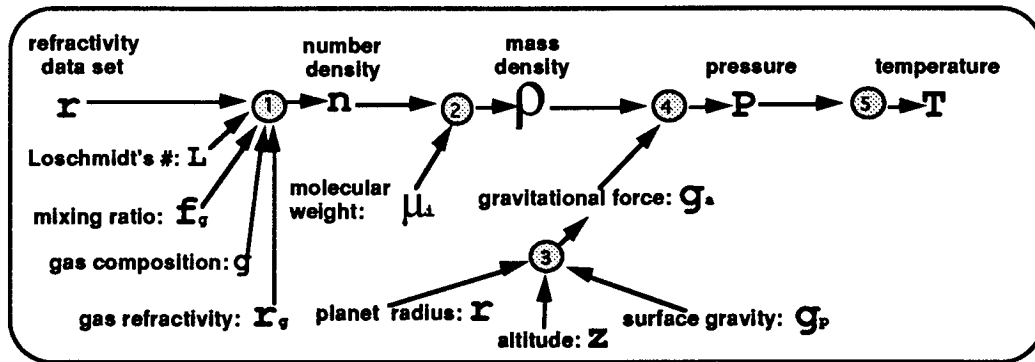 refractivity data set
number density
mass density
pressure
temperature
r
1
n
2
ρ
4
P
5
T
Loschmidt's #: L
mixing ratio: fg
gas composition: g
gas refractivity: rg
molecular weight: μi
gravitational force: ga
3
planet radius: r
altitude: z
surface gravity: gp